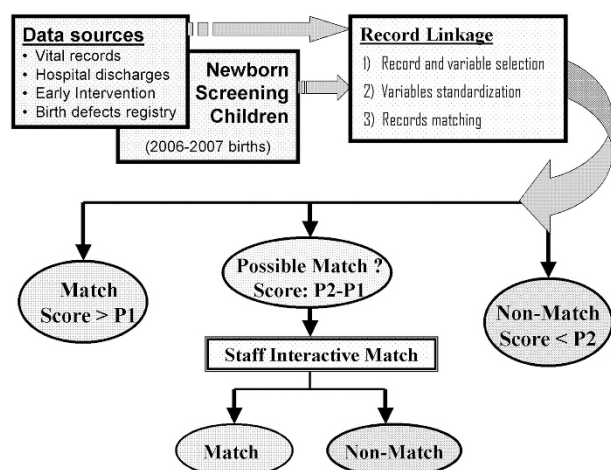 Data sources
• Vital records
• Hospital discharges
• Early Intervention
• Birth defects registry
Newborn
Screening
Children
(2006-2007 births)
Record Linkage
1) Record and variable selection
2) Variables standardization
3) Records matching
Match
Score > P1
Possible Match ?
Score: P2-P1
Non-Match
Score < P2
Staff Interactive Match
Match
Non-Match